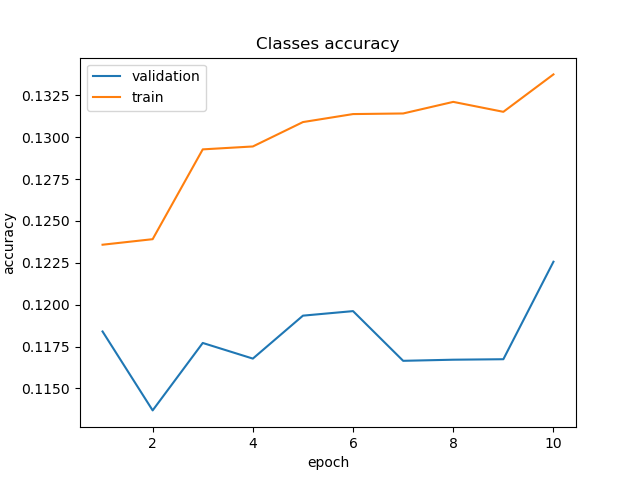 Classes accuracy
validation
train
0.1325
0.1300
0.1275
0.1250
0.1225
0.1200
0.1175
0.1150
accuracy
2 4 6 8 10
epoch